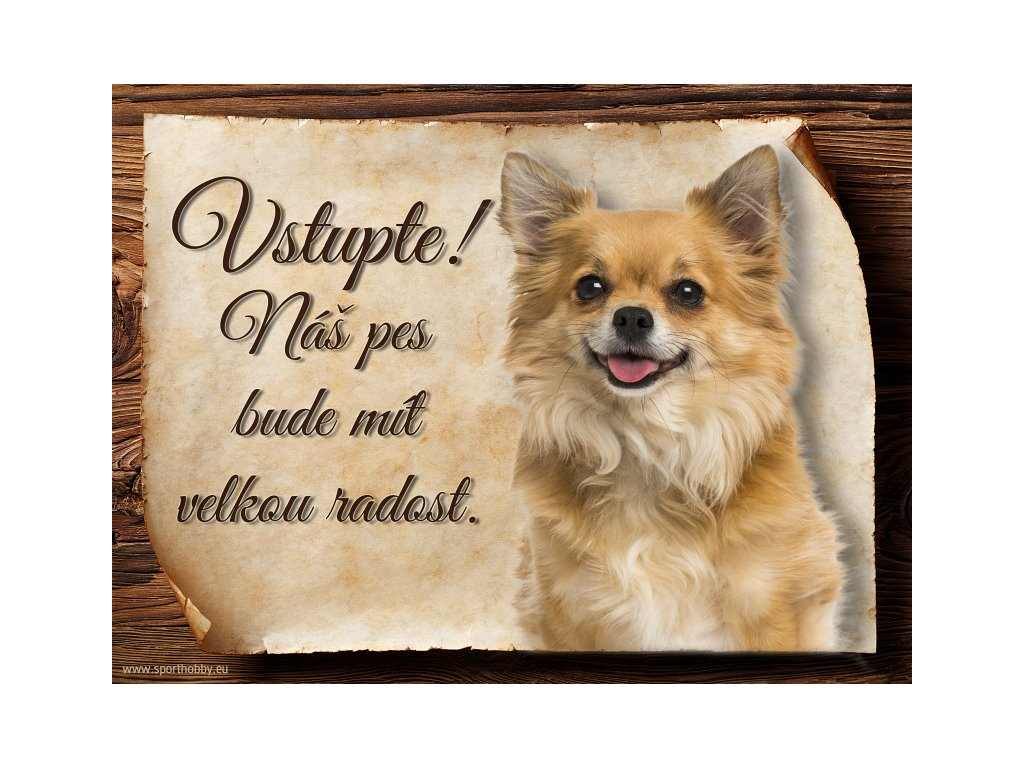 Vstupte!
Náš pes
bude mít
velkou radost.
www.sporthobby.eu